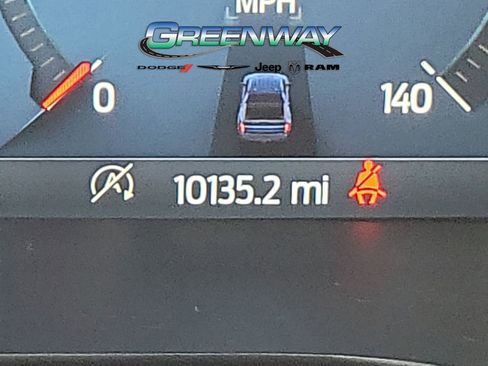 MPH
GREENWAY
DODGE Jeep RAM
0 140
A 10135.2 mi